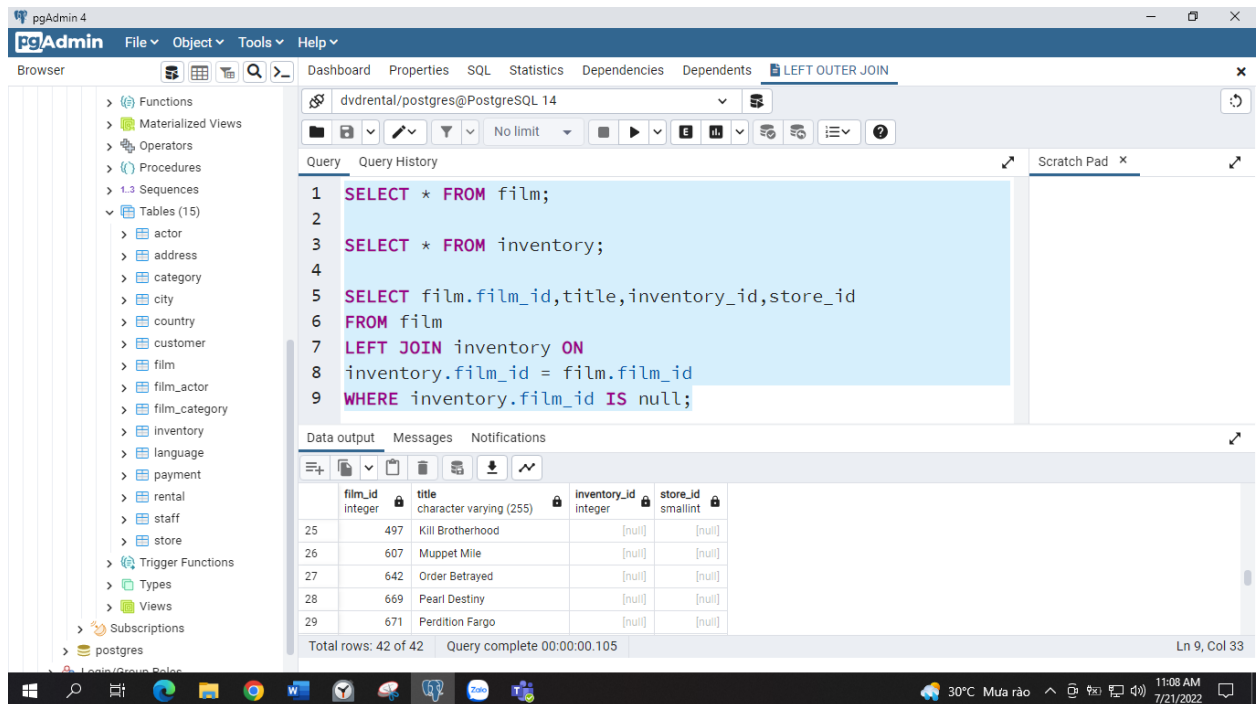 pgAdmin 4
pgAdmin File Object Tools Help
Browser
Dashboard Properties SQL Statistics Dependencies Dependents LEFT OUTER JOIN
Functions
Materialized Views
Operators
Procedures
1..3 Sequences
Tables (15)
actor
address
category
city
country
customer
film
film_actor
film_category
inventory
language
payment
rental
staff
store
Trigger Functions
Types
Views
Subscriptions
postgres
Login/Group Roles
dvdrental/postgres@PostgreSQL 14
No limit
E
Query Query History
Scratch Pad
1 SELECT * FROM film;
2
3 SELECT * FROM inventory;
4
5 SELECT film.film_id,title,inventory_id,store_id
6 FROM film
7 LEFT JOIN inventory ON
8 inventory.film_id = film.film_id
9 WHERE inventory.film_id IS null;
Data output Messages Notifications
film_id title inventory_id store_id
integer character varying (255) integer smallint
25 497 Kill Brotherhood [null] [null]
26 607 Muppet Mile [null] [null]
27 642 Order Betrayed [null] [null]
28 669 Pearl Destiny [null] [null]
29 671 Perdition Fargo [null] [null]
Total rows: 42 of 42 Query complete 00:00:00.105 Ln 9, Col 33
Zalo
30°C Mưa rào
11:08 AM
7/21/2022